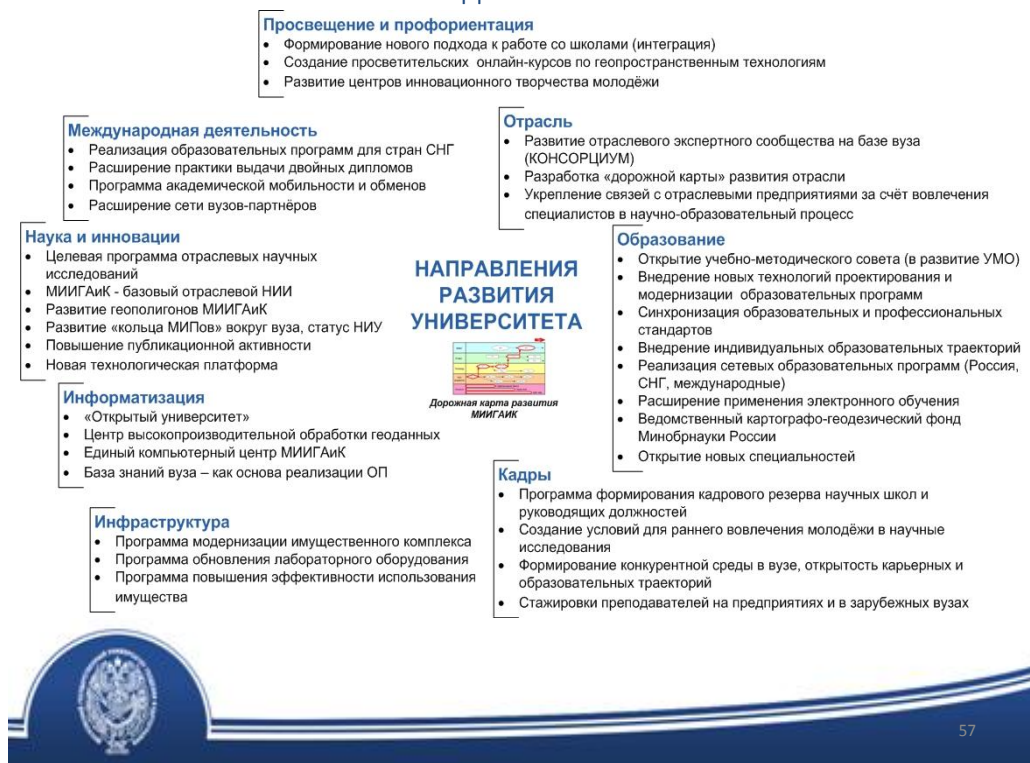 Просвещение и профориентация
• Формирование нового подхода к работе со школами (интеграция)
• Создание просветительских онлайн-курсов по геопространственным технологиям
• Развитие центров инновационного творчества молодёжи
Международная деятельность
• Реализация образовательных программ для стран СНГ
• Расширение практики выдачи двойных дипломов
• Программа академической мобильности и обменов
• Расширение сети вузов-партнёров
Отрасль
• Развитие отраслевого экспертного сообщества на базе вуза
(КОНСОРЦИУМ)
• Разработка «дорожной карты» развития отрасли
• Укрепление связей с отраслевыми предприятиями за счёт вовлечения
специалистов в научно-образовательный процесс
Наука и инновации
• Целевая программа отраслевых научных
исследований
• МИИГАиК - базовый отраслевой НИИ
• Развитие геополигонов МИИГАиК
• Развитие «кольца МИПов» вокруг вуза, статус НИУ
• Повышение публикационной активности
• Новая технологическая платформа
НАПРАВЛЕНИЯ
РАЗВИТИЯ
УНИВЕРСИТЕТА
Дорожная карта развития
МИИГАИК
Образование
• Открытие учебно-методического совета (в развитие УМО)
• Внедрение новых технологий проектирования и
модернизации образовательных программ
• Синхронизация образовательных и профессиональных
стандартов
• Внедрение индивидуальных образовательных траекторий
• Реализация сетевых образовательных программ (Россия,
СНГ, международные)
• Расширение применения электронного обучения
• Ведомственный картографо-геодезический фонд
Минобрнауки России
• Открытие новых специальностей
Информатизация
• «Открытый университет»
• Центр высокопроизводительной обработки геоданных
• Единый компьютерный центр МИИГАиК
• База знаний вуза – как основа реализации ОП
Кадры
• Программа формирования кадрового резерва научных школ и
руководящих должностей
• Создание условий для раннего вовлечения молодёжи в научные
исследования
• Формирование конкурентной среды в вузе, открытость карьерных и
образовательных траекторий
• Стажировки преподавателей на предприятиях и в зарубежных вузах
Инфраструктура
• Программа модернизации имущественного комплекса
• Программа обновления лабораторного оборудования
• Программа повышения эффективности использования
имущества
57